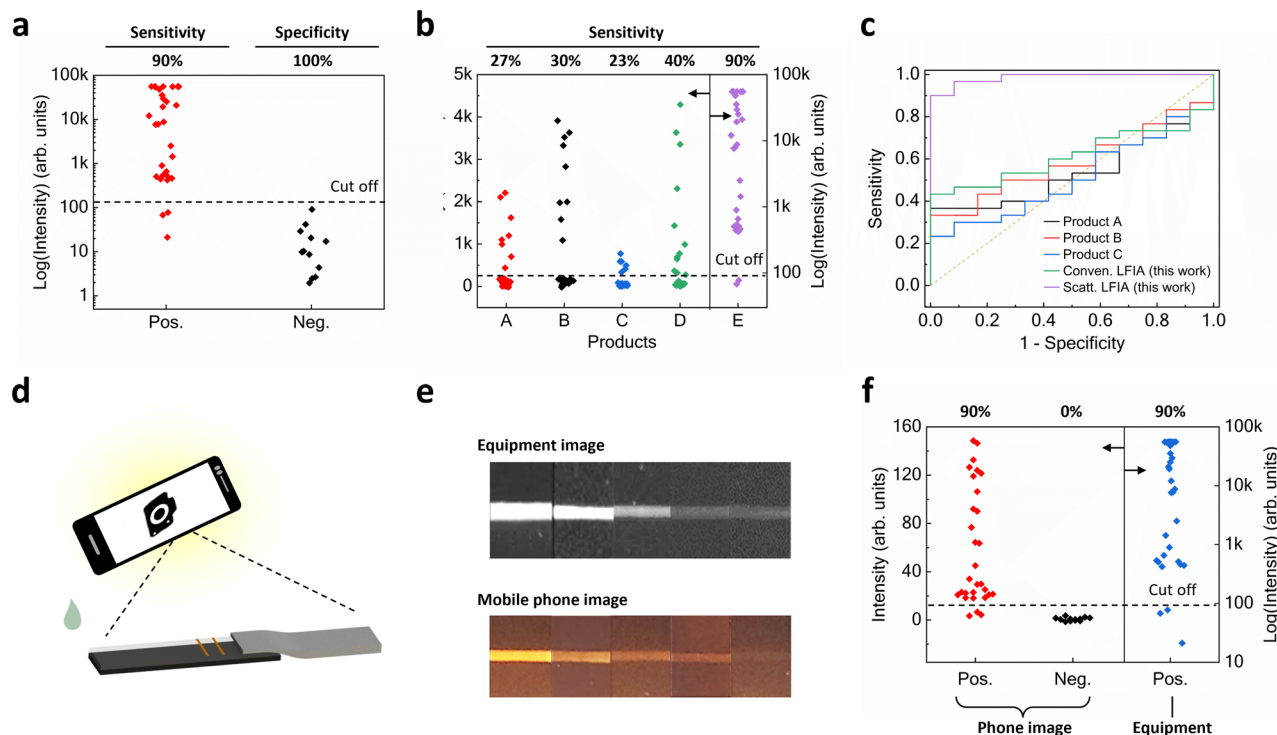 a
Sensitivity Specificity
90% 100%
Log(Intensity) (arb. units)
100k
10k
1k
100
10
1
Cut off
Pos. Neg.
b
Sensitivity
27% 30% 23% 40% 90%
Log(Intensity) (arb. units)
5k
4k
3k
2k
1k
0
100k
10k
1k
100
Cut off
A B C D E
Products
c
Sensitivity
1.0
0.8
0.6
0.4
0.2
0.0
Product A
Product B
Product C
Conven. LFIA (this work)
Scatt. LFIA (this work)
0.0 0.2 0.4 0.6 0.8 1.0
1 - Specificity
d
e
Equipment image
Mobile phone image
f
90% 0% 90%
Intensity (arb. units)
160
120
80
40
0
100k
10k
1k
100
10
Log(Intensity) (arb. units)
Cut off
Pos. Neg. Pos.
Phone image Equipment